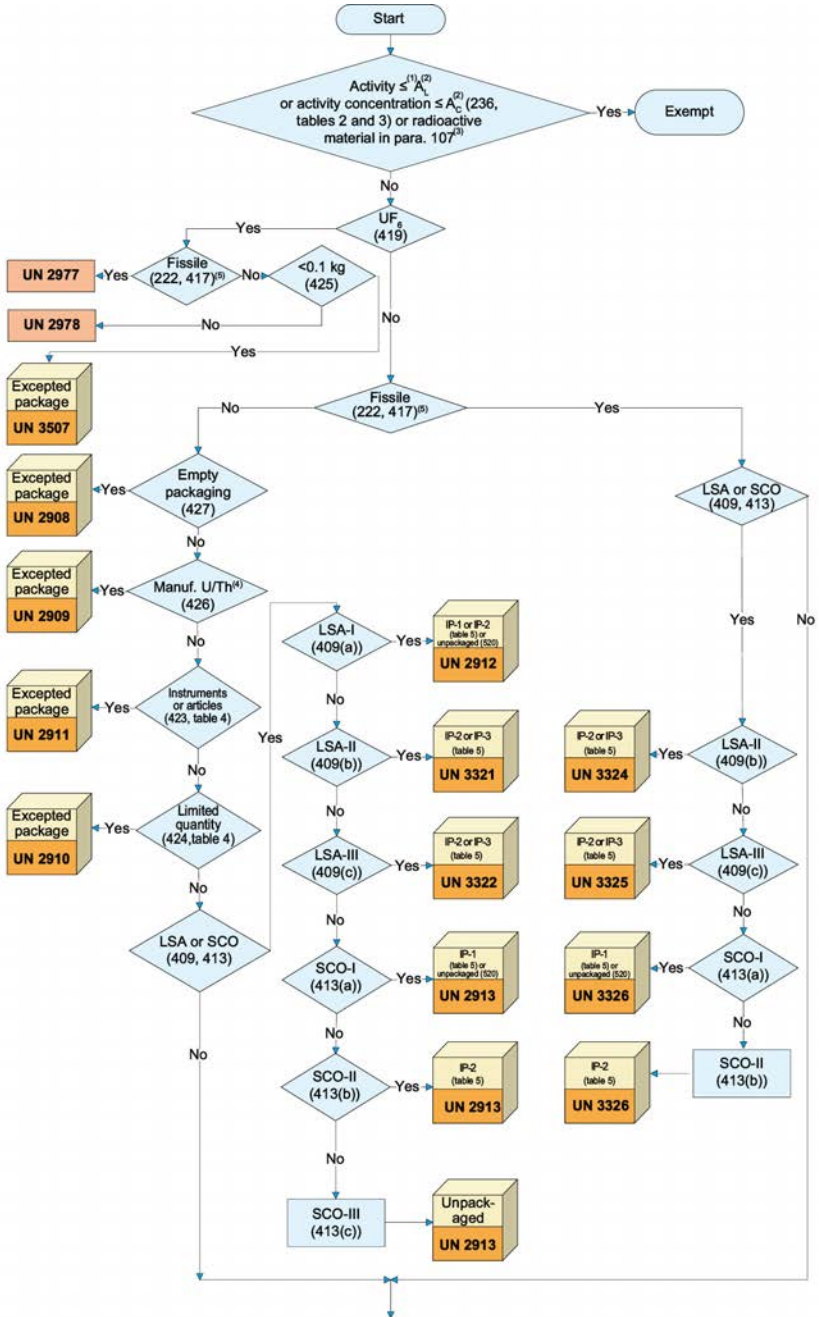 Start
Activity ≤⁽¹⁾A_L⁽²⁾
or activity concentration ≤ A_C⁽²⁾ (236,
tables 2 and 3) or radioactive
material in para. 107⁽³⁾
Yes
Exempt
No
UF₆
(419)
Yes
Fissile
(222, 417)⁽⁵⁾
Yes
UN 2977
No
<0.1 kg
(425)
No
UN 2978
Yes
Excepted
package
UN 3507
No
Fissile
(222, 417)⁽⁵⁾
No
Yes
Empty
packaging
(427)
Yes
Excepted
package
UN 2908
No
Manuf. U/Th⁽⁴⁾
(426)
Yes
Excepted
package
UN 2909
No
Instruments
or articles
(423, table 4)
Yes
Excepted
package
UN 2911
No
Limited
quantity
(424,table 4)
Yes
Excepted
package
UN 2910
No
LSA or SCO
(409, 413)
Yes
No
LSA-I
(409(a))
Yes
IP-1 or IP-2
(table 5) or
unpackaged (520)
UN 2912
No
LSA-II
(409(b))
Yes
IP-2 or IP-3
(table 5)
UN 3321
No
LSA-III
(409(c))
Yes
IP-2 or IP-3
(table 5)
UN 3322
No
SCO-I
(413(a))
Yes
IP-1
(table 5) or
unpackaged (520)
UN 2913
No
SCO-II
(413(b))
Yes
IP-2
(table 5)
UN 2913
No
SCO-III
(413(c))
Unpack-
aged
UN 2913
LSA or SCO
(409, 413)
Yes
No
LSA-II
(409(b))
Yes
IP-2 or IP-3
(table 5)
UN 3324
No
LSA-III
(409(c))
Yes
IP-2 or IP-3
(table 5)
UN 3325
No
SCO-I
(413(a))
Yes
IP-1
(table 5) or
unpackaged (520)
UN 3326
No
SCO-II
(413(b))
IP-2
(table 5)
UN 3326